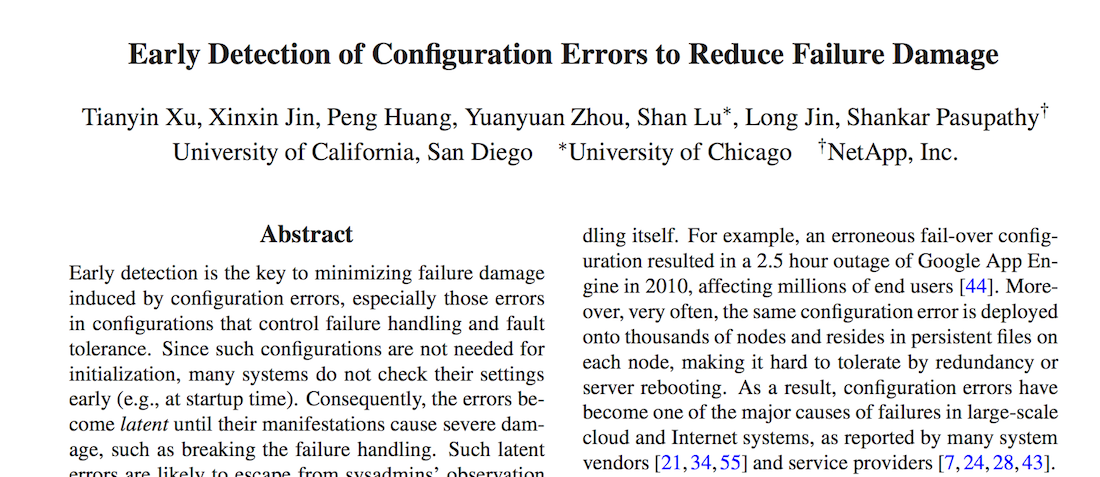 Early Detection of Configuration Errors to Reduce Failure Damage
Tianyin Xu, Xinxin Jin, Peng Huang, Yuanyuan Zhou, Shan Lu*, Long Jin, Shankar Pasupathy†
University of California, San Diego *University of Chicago †NetApp, Inc.
Abstract
Early detection is the key to minimizing failure damage
induced by configuration errors, especially those errors
in configurations that control failure handling and fault
tolerance. Since such configurations are not needed for
initialization, many systems do not check their settings
early (e.g., at startup time). Consequently, the errors be-
come latent until their manifestations cause severe dam-
age, such as breaking the failure handling. Such latent
errors are likely to escape from sysadmins' observation
dling itself. For example, an erroneous fail-over config-
uration resulted in a 2.5 hour outage of Google App En-
gine in 2010, affecting millions of end users [44]. More-
over, very often, the same configuration error is deployed
onto thousands of nodes and resides in persistent files on
each node, making it hard to tolerate by redundancy or
server rebooting. As a result, configuration errors have
become one of the major causes of failures in large-scale
cloud and Internet systems, as reported by many system
vendors [21,34,55] and service providers [7,24,28,43].